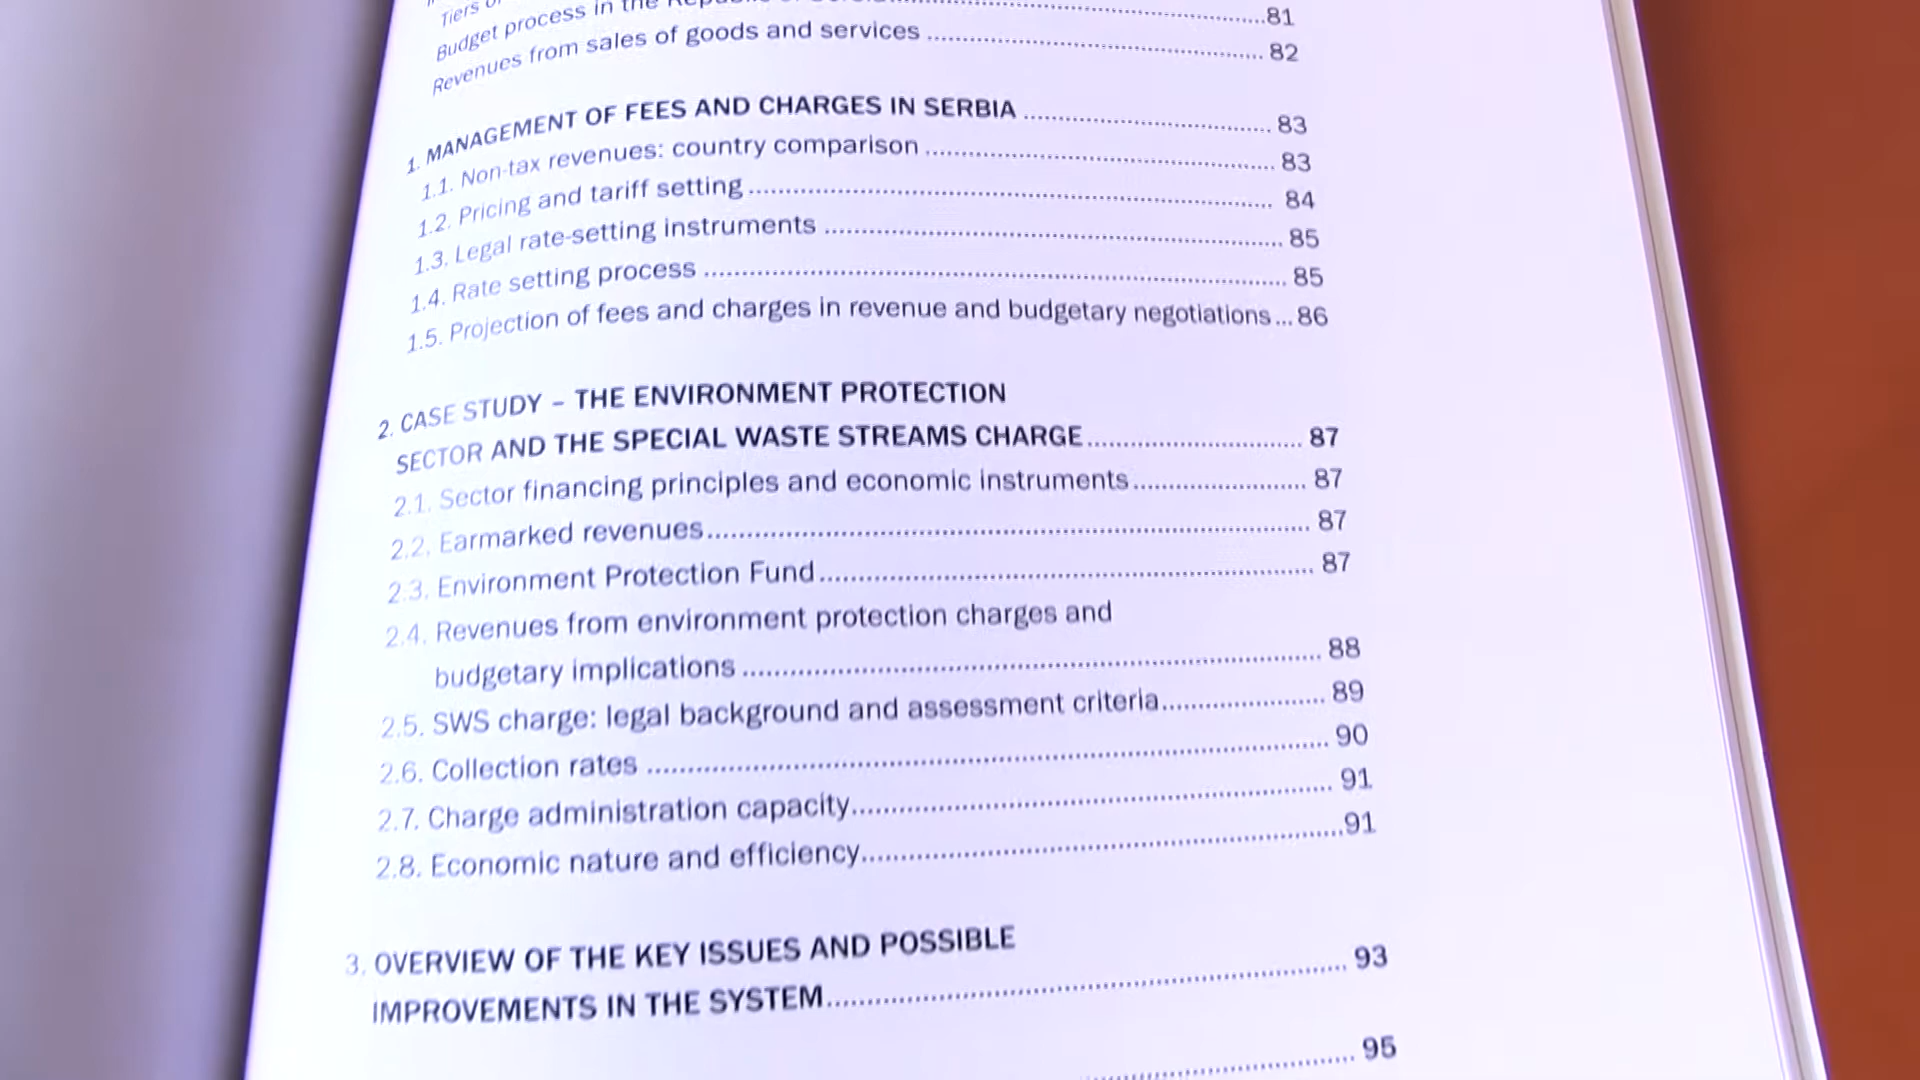 Tiers
Budget process in the Republic of ....81
Revenues from sales of goods and services ........ 82
1. MANAGEMENT OF FEES AND CHARGES IN SERBIA ........ 83
1.1. Non-tax revenues: country comparison ........ 83
1.2. Pricing and tariff setting ........ 84
1.3. Legal rate-setting instruments ........ 85
1.4. Rate setting process ........ 85
1.5. Projection of fees and charges in revenue and budgetary negotiations ... 86
2. CASE STUDY – THE ENVIRONMENT PROTECTION
SECTOR AND THE SPECIAL WASTE STREAMS CHARGE ........ 87
2.1. Sector financing principles and economic instruments ........ 87
2.2. Earmarked revenues ........ 87
2.3. Environment Protection Fund ........ 87
2.4. Revenues from environment protection charges and
budgetary implications ........ 88
2.5. SWS charge: legal background and assessment criteria ........ 89
2.6. Collection rates ........ 90
2.7. Charge administration capacity ........ 91
2.8. Economic nature and efficiency ........ 91
3. OVERVIEW OF THE KEY ISSUES AND POSSIBLE
IMPROVEMENTS IN THE SYSTEM ........ 93
........ 95